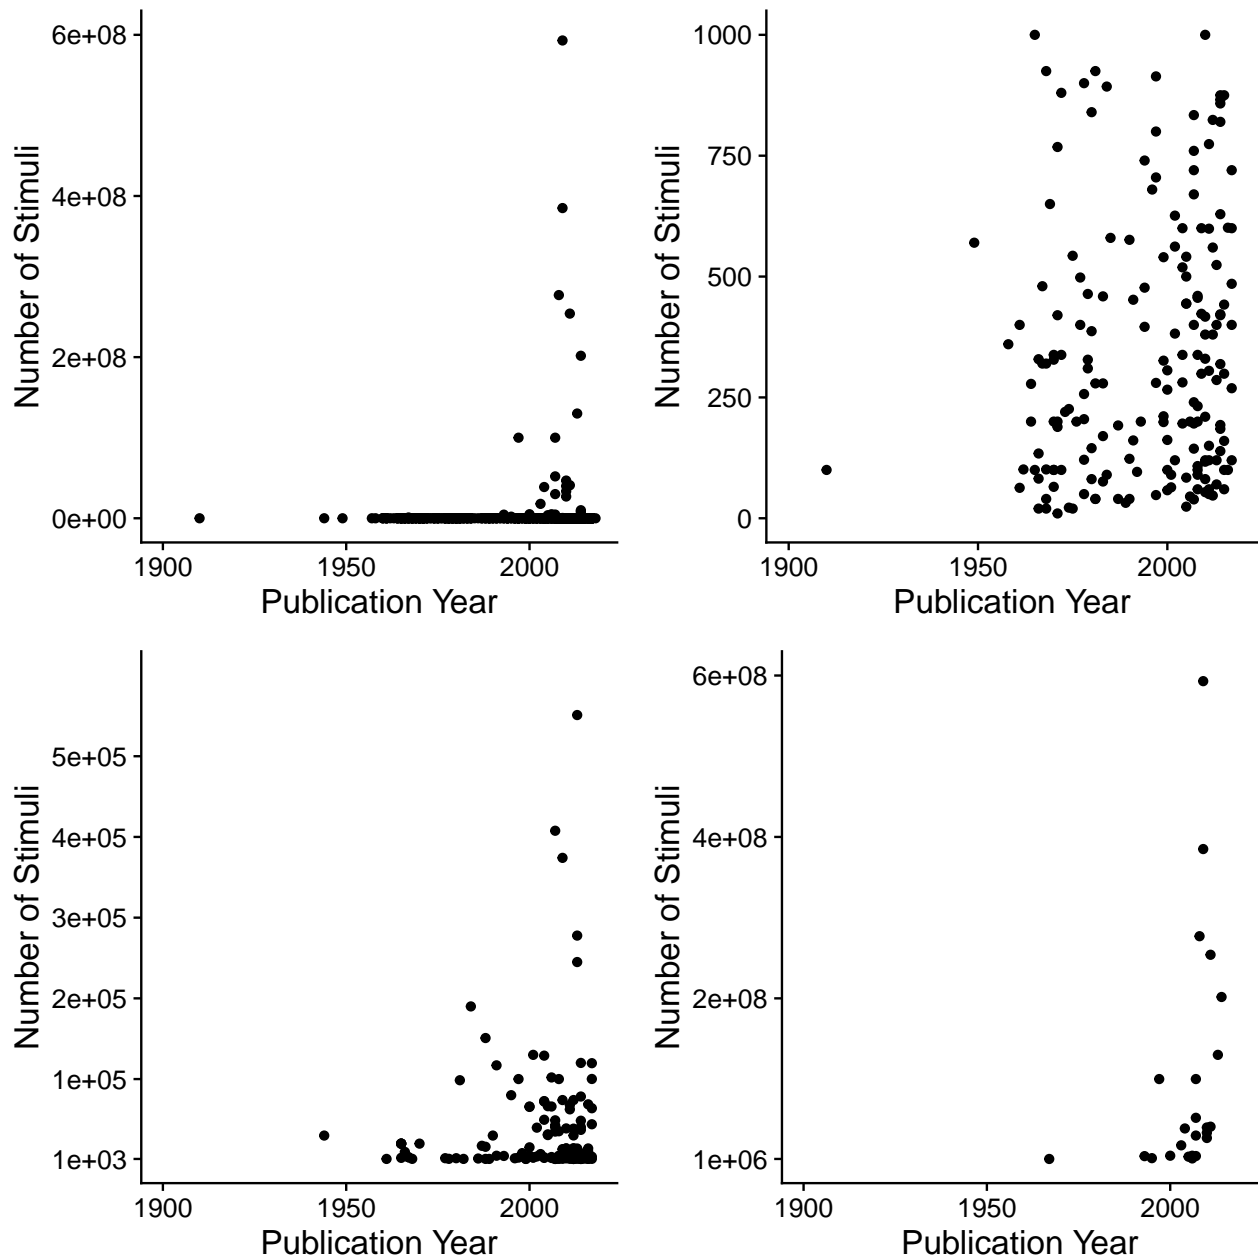 Number of Stimuli
6e+08
4e+08
2e+08
0e+00
1900 1950 2000
Publication Year
Number of Stimuli
1000
750
500
250
0
1900 1950 2000
Publication Year
Number of Stimuli
5e+05
4e+05
3e+05
2e+05
1e+05
1e+03
1900 1950 2000
Publication Year
Number of Stimuli
6e+08
4e+08
2e+08
1e+06
1900 1950 2000
Publication Year